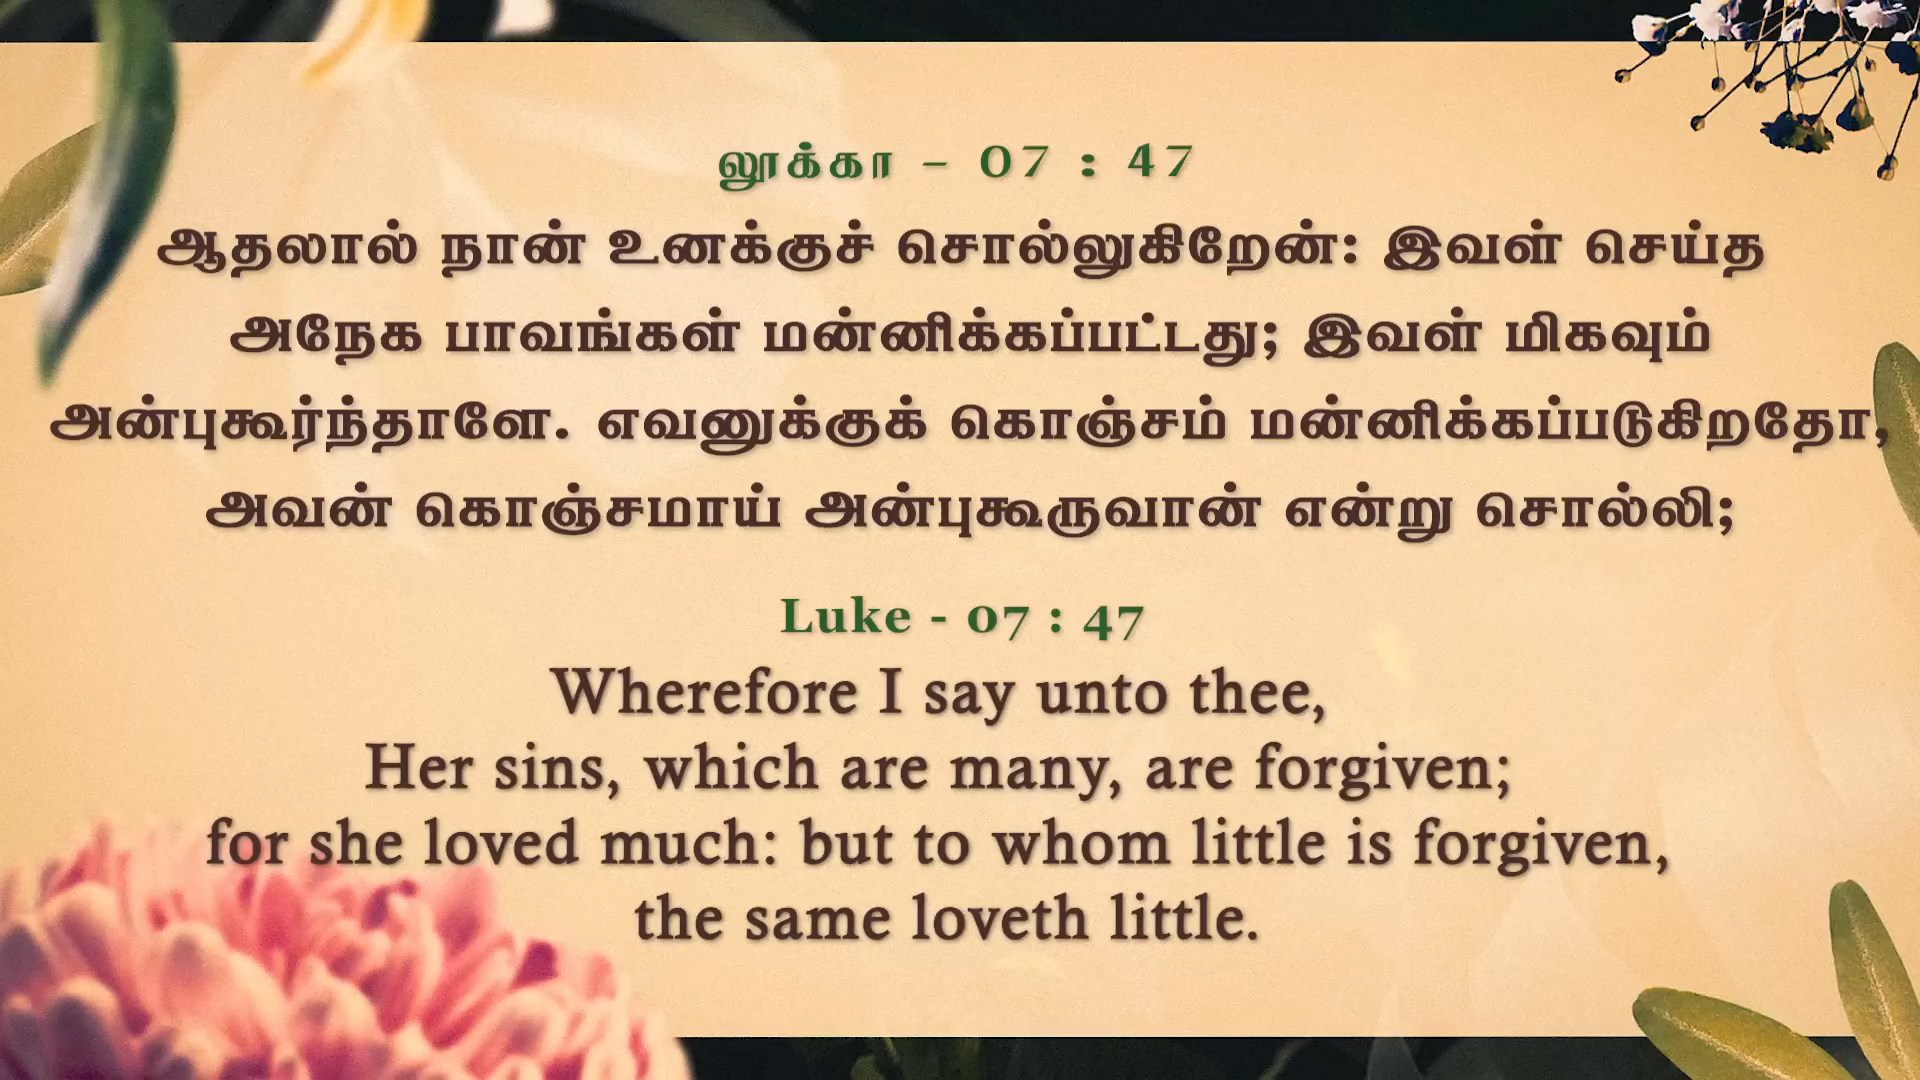 லூக்கா – 07 : 47
ஆதலால் நான் உனக்குச் சொல்லுகிறேன்: இவள் செய்த
அநேக பாவங்கள் மன்னிக்கப்பட்டது; இவள் மிகவும்
அன்புகூர்ந்தாளே. எவனுக்குக் கொஞ்சம் மன்னிக்கப்படுகிறதோ,
அவன் கொஞ்சமாய் அன்புகூருவான் என்று சொல்லி;
Luke - 07 : 47
Wherefore I say unto thee,
Her sins, which are many, are forgiven;
for she loved much: but to whom little is forgiven,
the same loveth little.